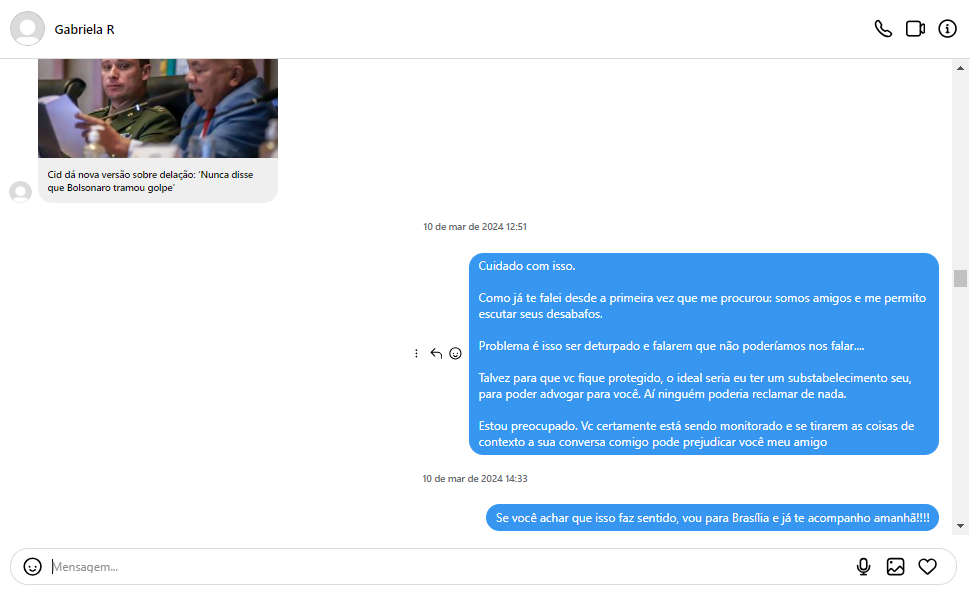 Gabriela R
Cid dá nova versão sobre delação: 'Nunca disse
que Bolsonaro tramou golpe'
10 de mar de 2024 12:51
Cuidado com isso.
Como já te falei desde a primeira vez que me procurou: somos amigos e me permito
escutar seus desabafos.
Problema é isso ser deturpado e falarem que não poderíamos nos falar....
Talvez para que vc fique protegido, o ideal seria eu ter um substabelecimento seu,
para poder advogar para você. Aí ninguém poderia reclamar de nada.
Estou preocupado. Vc certamente está sendo monitorado e se tirarem as coisas de
contexto a sua conversa comigo pode prejudicar você meu amigo
10 de mar de 2024 14:33
Se você achar que isso faz sentido, vou para Brasília e já te acompanho amanhã!!!!
Mensagem...